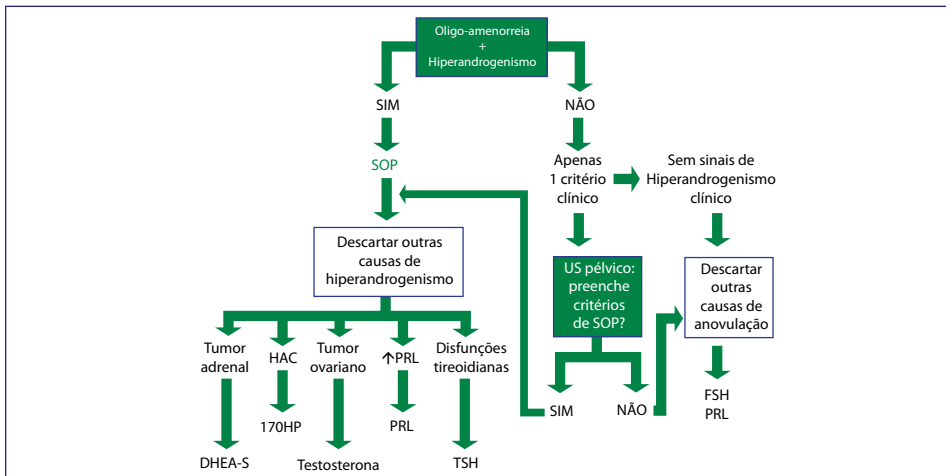 Oligo-amenorreia
+
Hiperandrogenismo
SIM
NÃO
SOP
Apenas
1 critério
clínico
Sem sinais de
Hiperandrogenismo
clínico
Descartar outras
causas de
hiperandrogenismo
US pélvico:
preenche
critérios
de SOP?
Descartar
outras
causas de
anovulação
Tumor
adrenal
HAC
Tumor
ovariano
↑PRL
Disfunções
tireoidianas
SIM
NÃO
FSH
PRL
170HP
PRL
DHEA-S
Testosterona
TSH